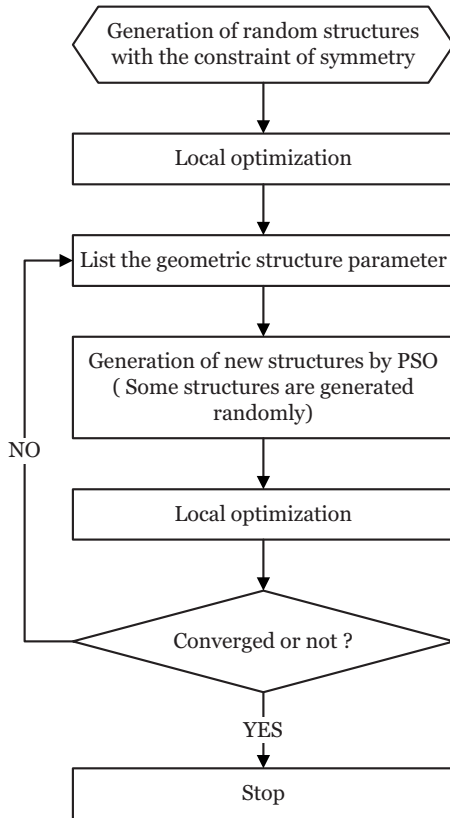 Generation of random structures
with the constraint of symmetry
Local optimization
List the geometric structure parameter
Generation of new structures by PSO
( Some structures are generated
randomly)
NO
Local optimization
Converged or not ?
YES
Stop